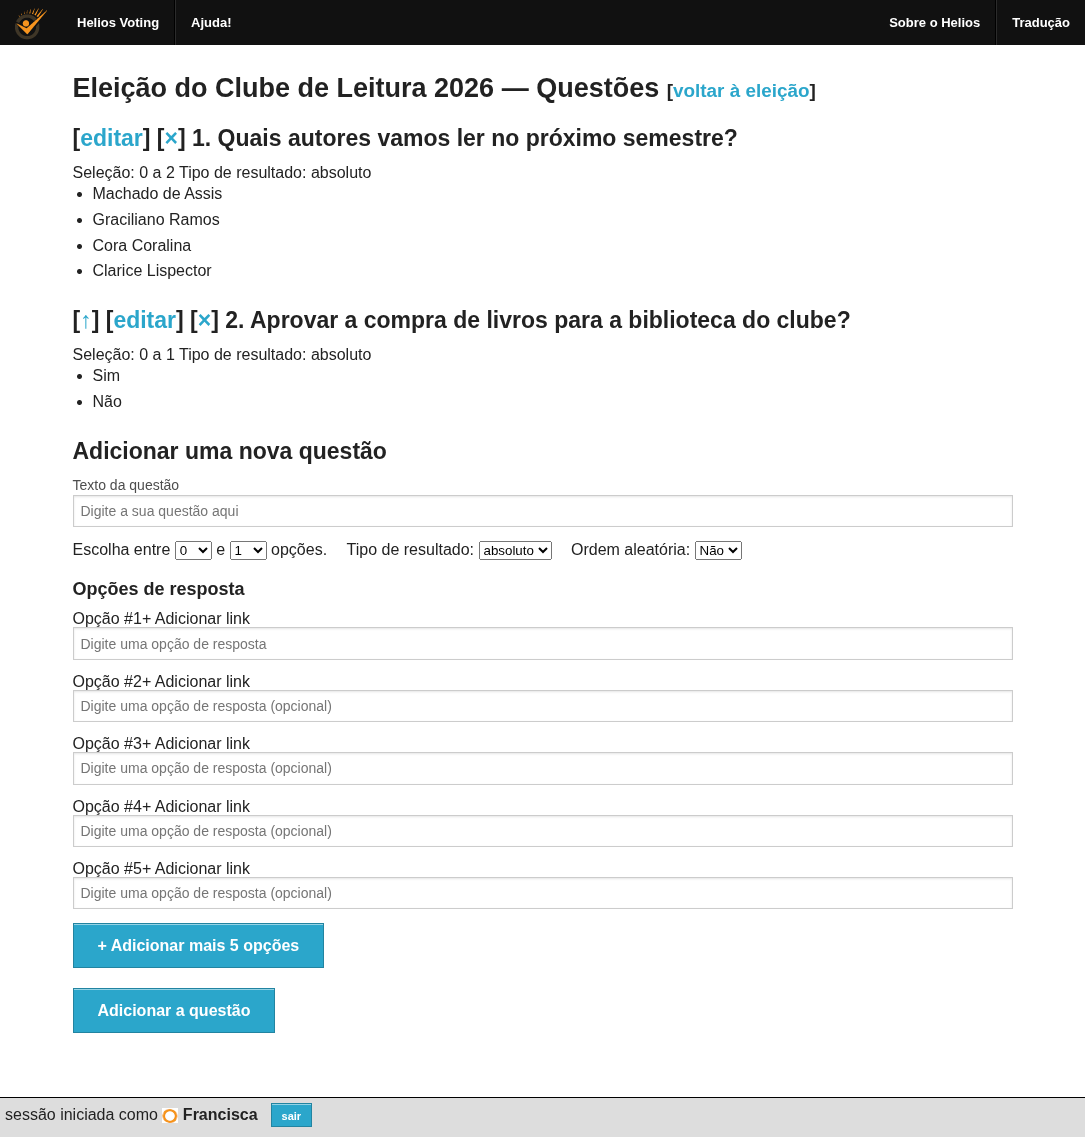 Helios Voting Ajuda! Sobre o Helios Tradução
Eleição do Clube de Leitura 2026 — Questões [voltar à eleição]
[editar] [×] 1. Quais autores vamos ler no próximo semestre?
Seleção: 0 a 2 Tipo de resultado: absoluto
• Machado de Assis
• Graciliano Ramos
• Cora Coralina
• Clarice Lispector
[↑] [editar] [×] 2. Aprovar a compra de livros para a biblioteca do clube?
Seleção: 0 a 1 Tipo de resultado: absoluto
• Sim
• Não
Adicionar uma nova questão
Texto da questão
Digite a sua questão aqui
Escolha entre 0 e 1 opções. Tipo de resultado: absoluto Ordem aleatória: Não
Opções de resposta
Opção #1+ Adicionar link
Digite uma opção de resposta
Opção #2+ Adicionar link
Digite uma opção de resposta (opcional)
Opção #3+ Adicionar link
Digite uma opção de resposta (opcional)
Opção #4+ Adicionar link
Digite uma opção de resposta (opcional)
Opção #5+ Adicionar link
Digite uma opção de resposta (opcional)
+ Adicionar mais 5 opções
Adicionar a questão
sessão iniciada como Francisca sair